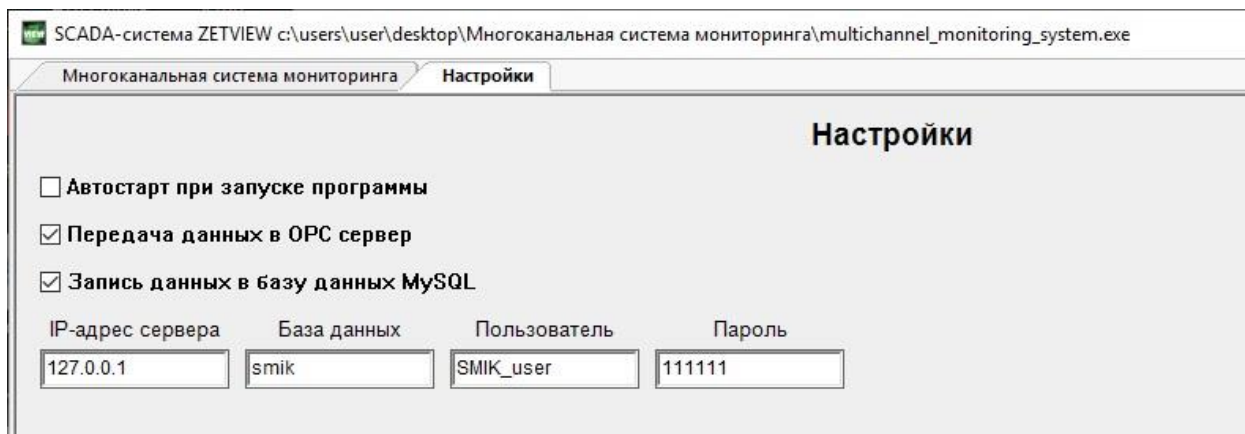 SCADA-система ZETVIEW c:\users\user\desktop\Многоканальная система мониторинга\multichannel_monitoring_system.exe
Многоканальная система мониторинга Настройки
Настройки
Автостарт при запуске программы
Передача данных в OPC сервер
Запись данных в базу данных MySQL
IP-адрес сервера База данных Пользователь Пароль
127.0.0.1 smik SMIK_user 111111